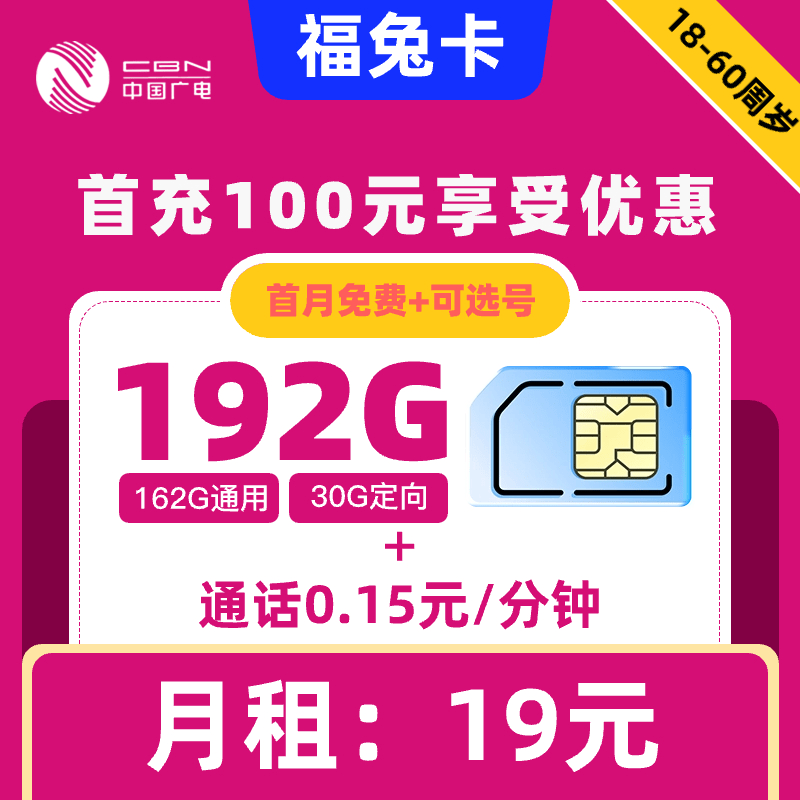 CBN
中国广电
福兔卡
18-60周岁
首充100元享受优惠
首月免费+可选号
192G
162G通用
30G定向
+
通话0.15元/分钟
月租：19元